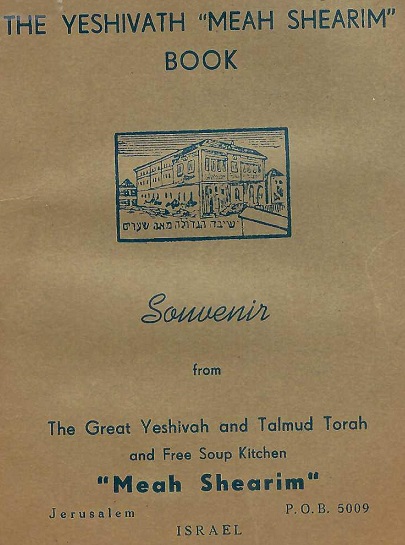 THE YESHIVATH "MEAH SHEARIM"
BOOK
ישיבה הגדולה מאה שערים
Souvenir
from
The Great Yeshivah and Talmud Torah
and Free Soup Kitchen
"Meah Shearim"
Jerusalem P.O.B. 5009
ISRAEL